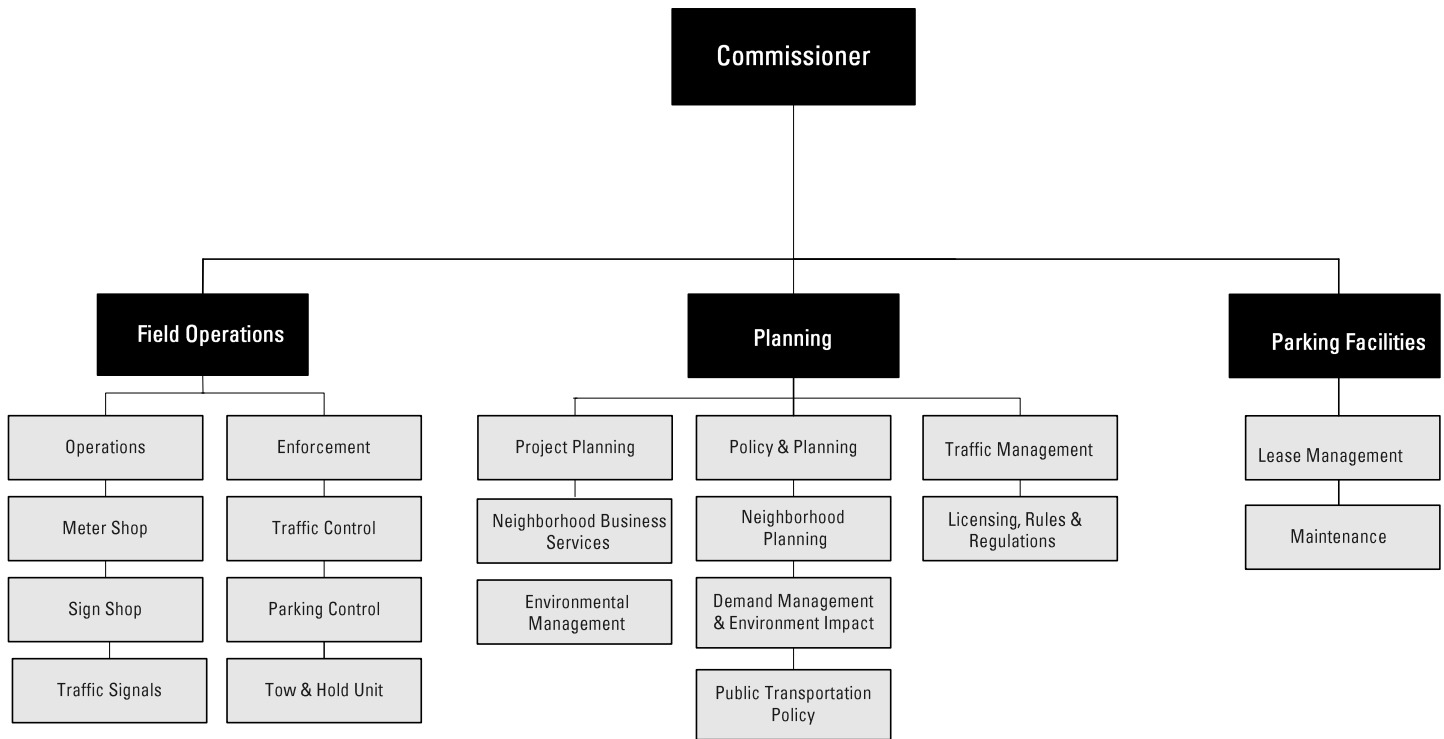 Commissioner
Field Operations
Planning
Parking Facilities
Operations
Enforcement
Project Planning
Policy & Planning
Traffic Management
Lease Management
Meter Shop
Traffic Control
Neighborhood Business
Services
Neighborhood
Planning
Licensing, Rules &
Regulations
Maintenance
Sign Shop
Parking Control
Environmental
Management
Demand Management
& Environment Impact
Traffic Signals
Tow & Hold Unit
Public Transportation
Policy